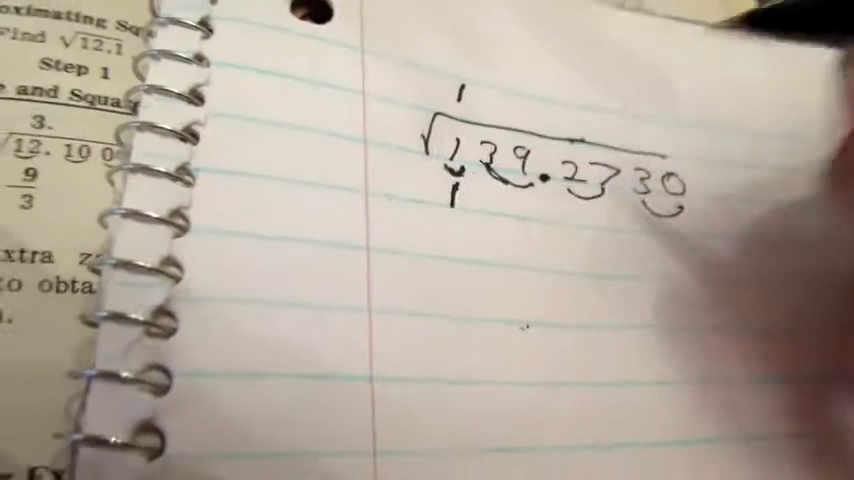 oximating Sq
Find √12.1
Step 1
e and Squa
3.
√12. 10 0
9
3
xtra z
to obta
1
√139.2730
1